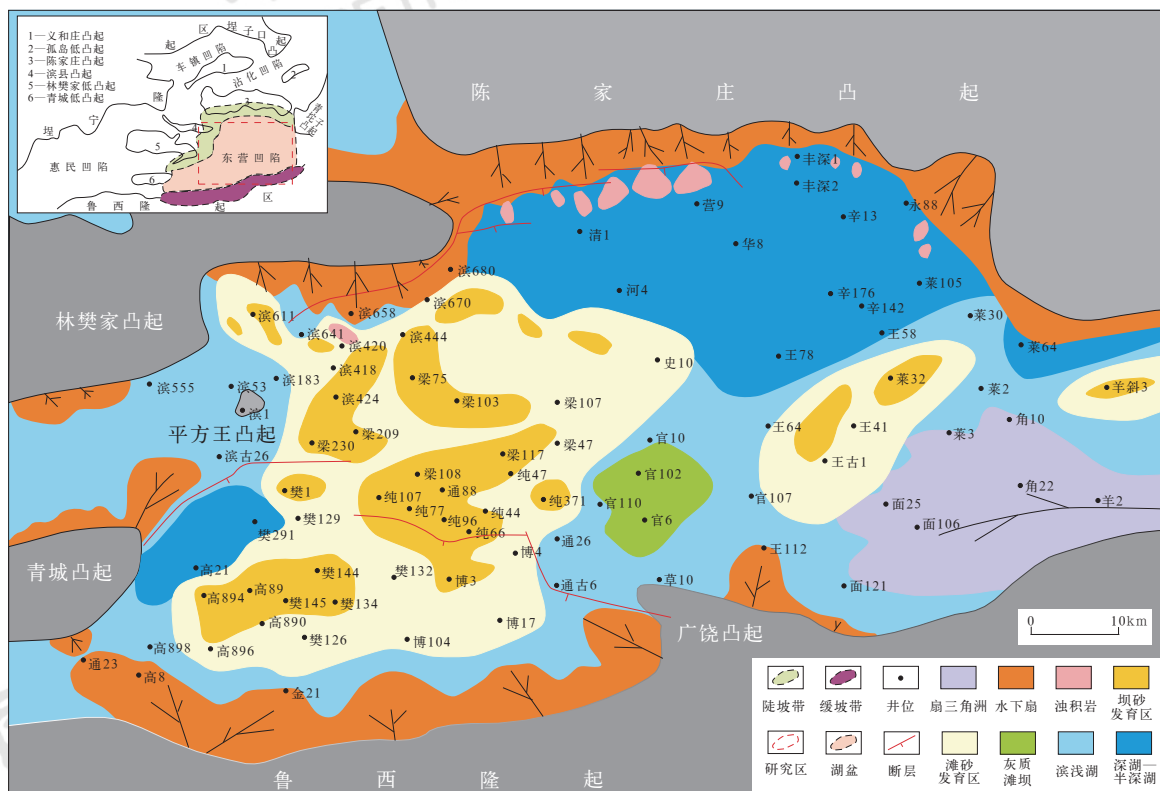 1—义和庄凸起
2—孤岛低凸起
3—陈家庄凸起
4—滨县凸起
5—林樊家低凸起
6—青城低凸起
区 埕子口凸起
起
车镇凹陷
1
沾化凹陷
2
3
青坨子凸起
隆
宁
埕
4
5
惠民凹陷
东营凹陷
6
鲁西隆起区
陈家庄凸起
丰深1
丰深2
营9
辛13
永88
清1
华8
滨680
河4
辛176
莱105
辛142
滨670
滨611
滨658
莱30
林樊家凸起
滨641
滨444
王58
滨420
莱64
史10
王78
滨418
滨555
滨53
滨183
梁75
莱32
莱2
羊斜3
滨424
梁103
梁107
滨1
角10
平方王凸起
梁209
王64
王41
莱3
梁230
梁47
官10
滨古26
梁117
王古1
梁108
纯47
官102
樊1
通88
角22
纯107
纯371
官110
官107
面25
羊2
纯77
纯44
樊129
纯96
官6
面106
樊291
纯66
通26
博4
王112
青城凸起
高21
樊144
樊132
博3
通古6
草10
面121
高89
高894
樊145
樊134
高890
博17
广饶凸起
樊126
博104
高898
高896
通23
高8
金21
鲁西隆起
0 10km
陡坡带 缓坡带 井位 扇三角洲 水下扇 浊积岩 坝砂发育区
研究区 湖盆 断层 滩砂发育区 灰质滩坝 滨浅湖 深湖—半深湖